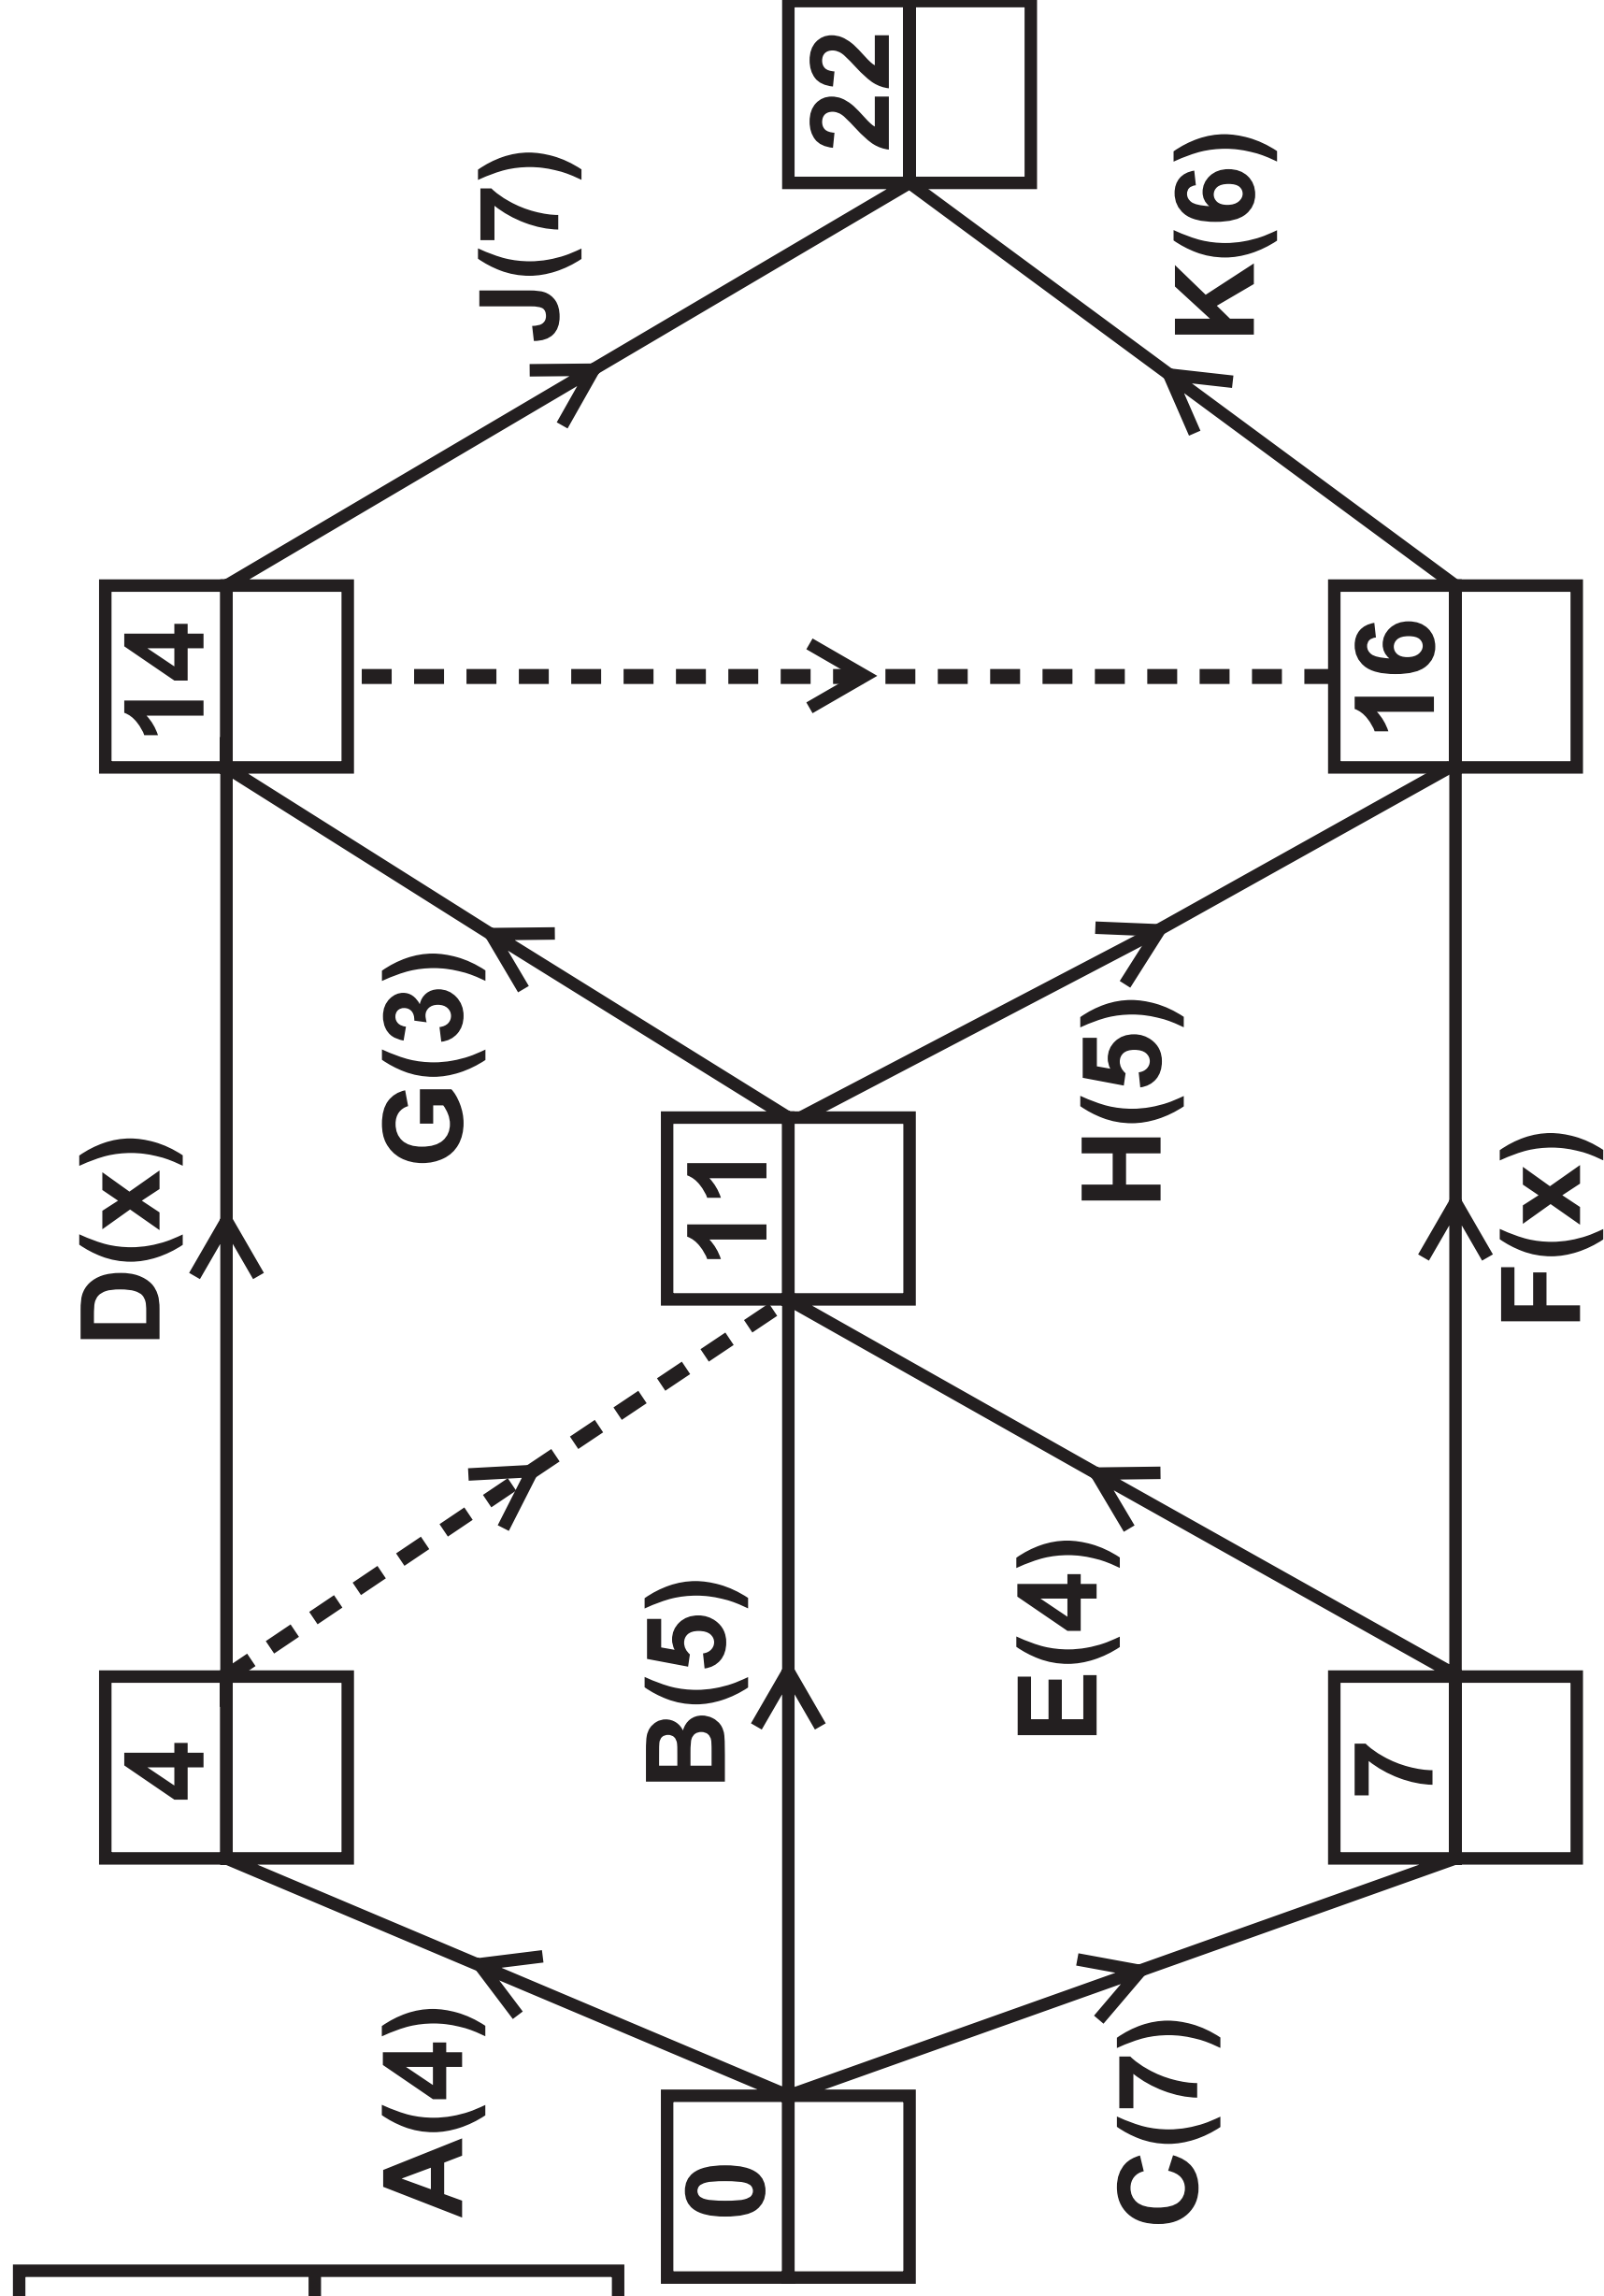 D(x)
14
J(7)
4
G(3)
A(4)
22
11
B(5)
0
K(6)
H(5)
E(4)
C(7)
16
7
F(x)